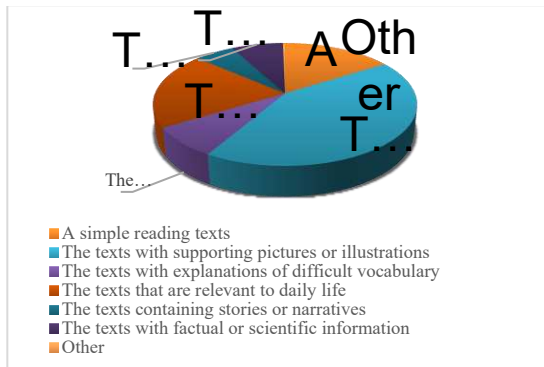 T...
T...
A
Oth
er
T...
T...
The...
A simple reading texts
The texts with supporting pictures or illustrations
The texts with explanations of difficult vocabulary
The texts that are relevant to daily life
The texts containing stories or narratives
The texts with factual or scientific information
Other